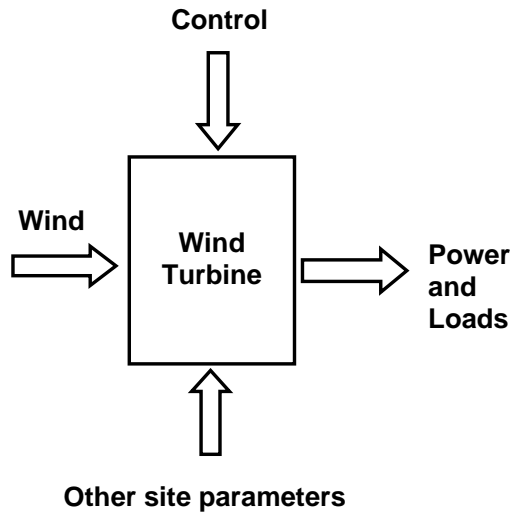 Control
Wind
Wind
Turbine
Power
and
Loads
Other site parameters